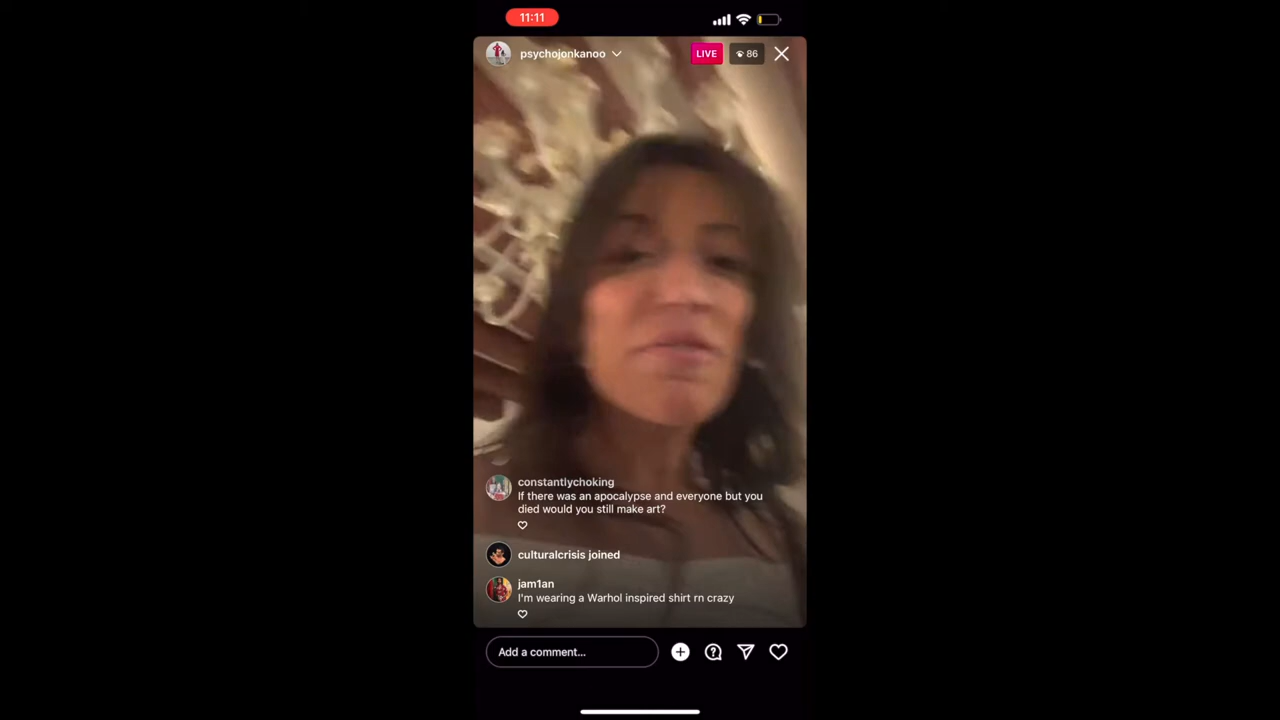 11:11
psychojonkanoo
LIVE
86
constantlychoking
If there was an apocalypse and everyone but you
died would you still make art?
culturalcrisis joined
jam1an
I'm wearing a Warhol inspired shirt rn crazy
Add a comment...